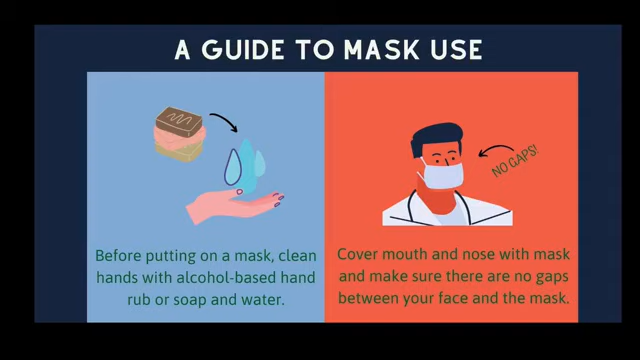 A GUIDE TO MASK USE
NO GAPS!
Before putting on a mask, clean
hands with alcohol-based hand
rub or soap and water.
Cover mouth and nose with mask
and make sure there are no gaps
between your face and the mask.